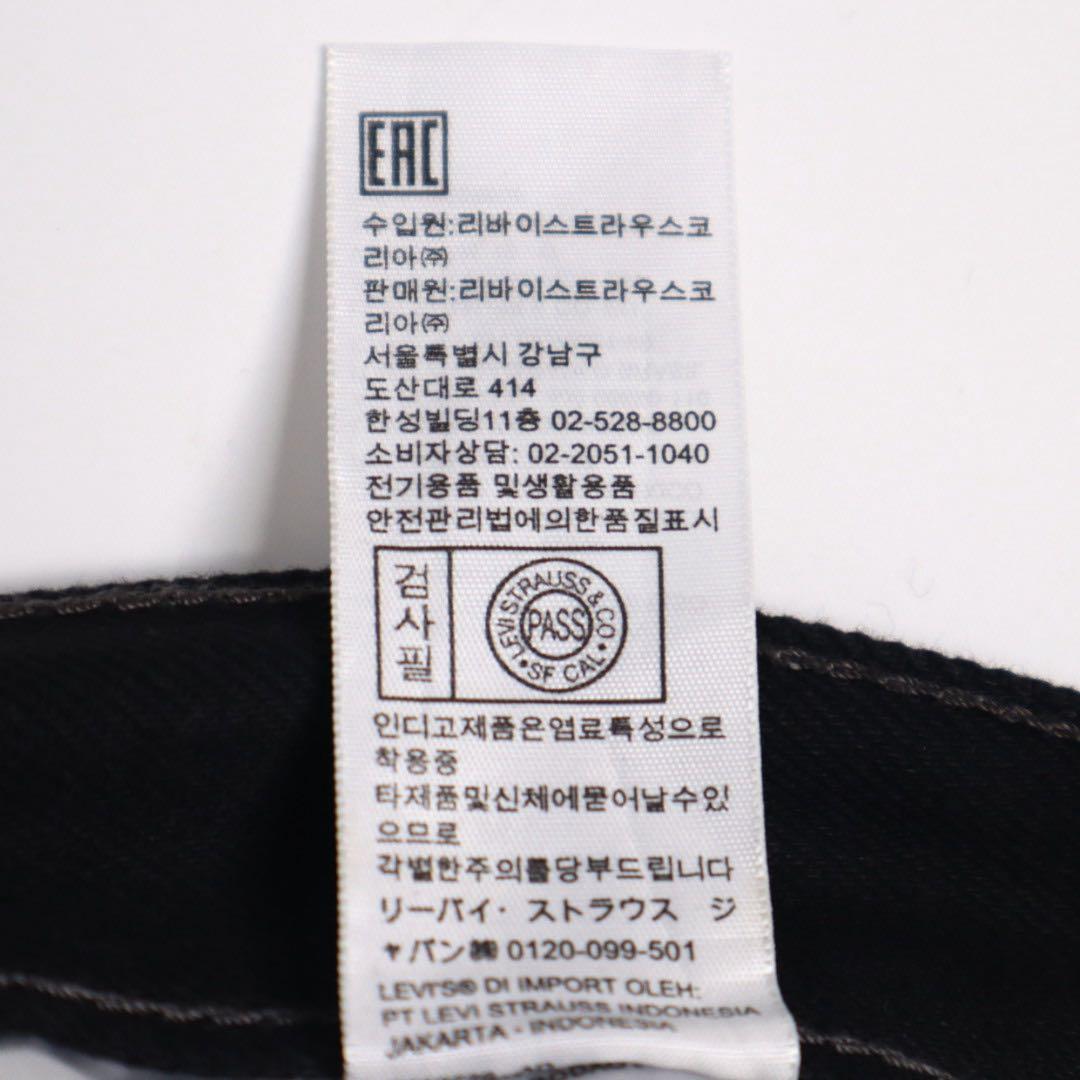 EAC
수입원:리바이스트라우스코
리아㈜
판매원:리바이스트라우스코
리아㈜
서울특별시 강남구
도산대로 414
한성빌딩11층 02-528-8800
소비자상담: 02-2051-1040
전기용품 및생활용품
안전관리법에의한품질표시
검
사
필
LEVI STRAUSS & CO
PASS
• SF CAL •
인디고제품은염료특성으로
착용중
타제품및신체에묻어날수있
으므로
각별한주의를당부드립니다
リーバイ・ ストラウス ジ
ャパン㈱ 0120-099-501
LEVI'S® DI IMPORT OLEH:
PT LEVI STRAUSS INDONESIA
JAKARTA - INDONESIA